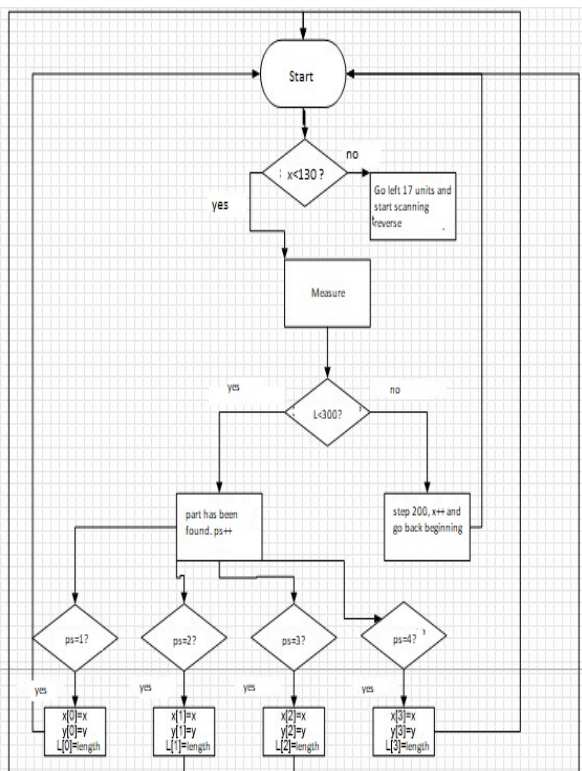 Start
x<130 ?
no
yes
Go left 17 units and
start scanning
reverse
Measure
yes
no
L<300?
part has been
found. ps++
step 200, x++ and
go back beginning
ps=1?
ps=2?
ps=3?
ps=4?
yes
yes
yes
yes
x[0]=x
y[0]=y
L[0]=length
x[1]=x
y[1]=y
L[1]=length
x[2]=x
y[2]=y
L[2]=length
x[3]=x
y[3]=y
L[3]=length